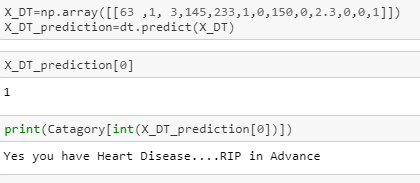 X_DT=np.array([[63 ,1, 3,145,233,1,0,150,0,2.3,0,0,1]])
X_DT_prediction=dt.predict(X_DT)
X_DT_prediction[0]
1
print(Catagory[int(X_DT_prediction[0])])
Yes you have Heart Disease....RIP in Advance